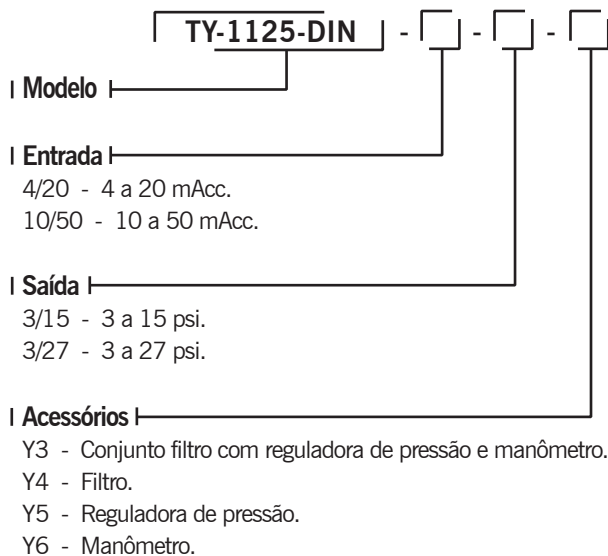 TY-1125-DIN - - -
Modelo
Entrada
4/20 - 4 a 20 mAcc.
10/50 - 10 a 50 mAcc.
Saída
3/15 - 3 a 15 psi.
3/27 - 3 a 27 psi.
Acessórios
Y3 - Conjunto filtro com reguladora de pressão e manômetro.
Y4 - Filtro.
Y5 - Reguladora de pressão.
Y6 - Manômetro.